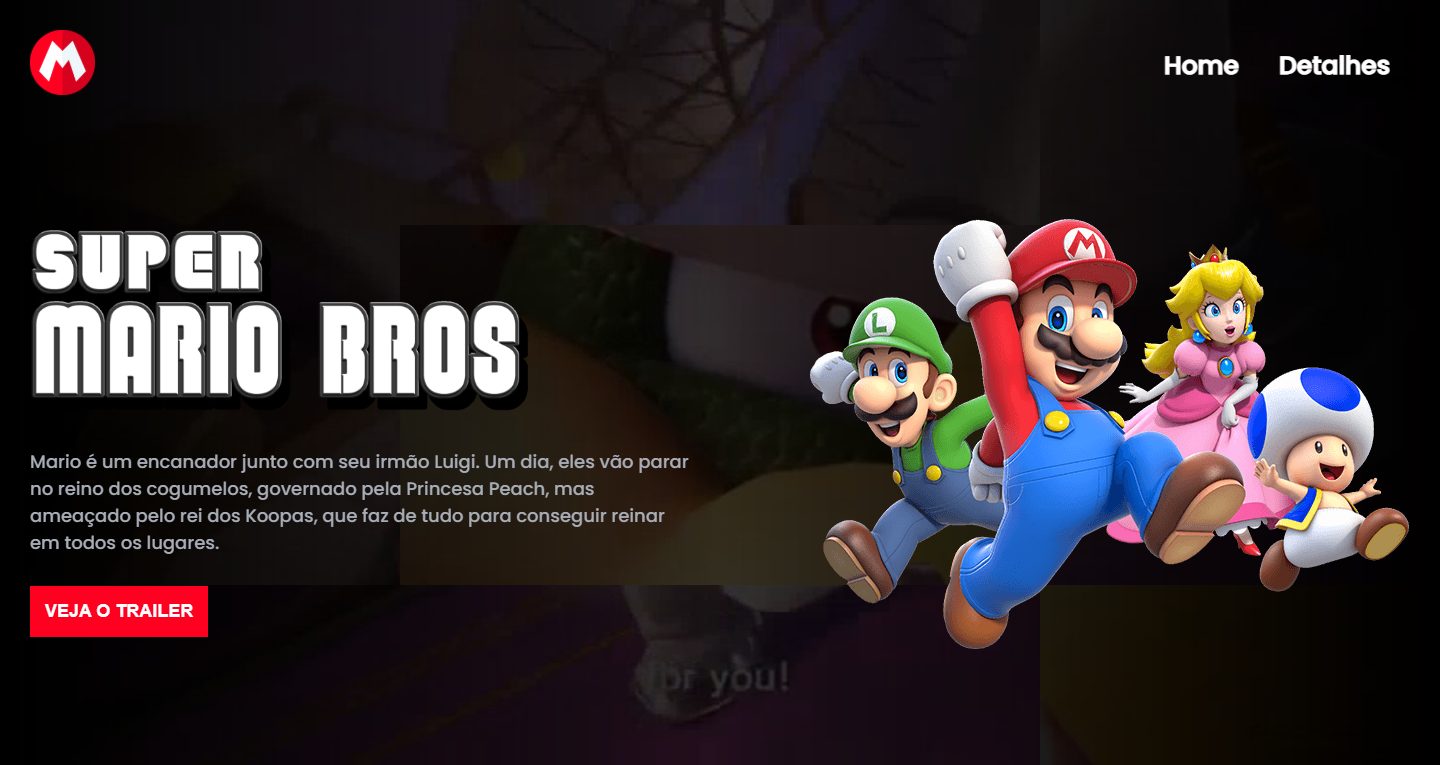 M
Home Detalhes
SUPER
MARIO BROS
M
L
Mario é um encanador junto com seu irmão Luigi. Um dia, eles vão parar
no reino dos cogumelos, governado pela Princesa Peach, mas
ameaçado pelo rei dos Koopas, que faz de tudo para conseguir reinar
em todos os lugares.
VEJA O TRAILER
for you!